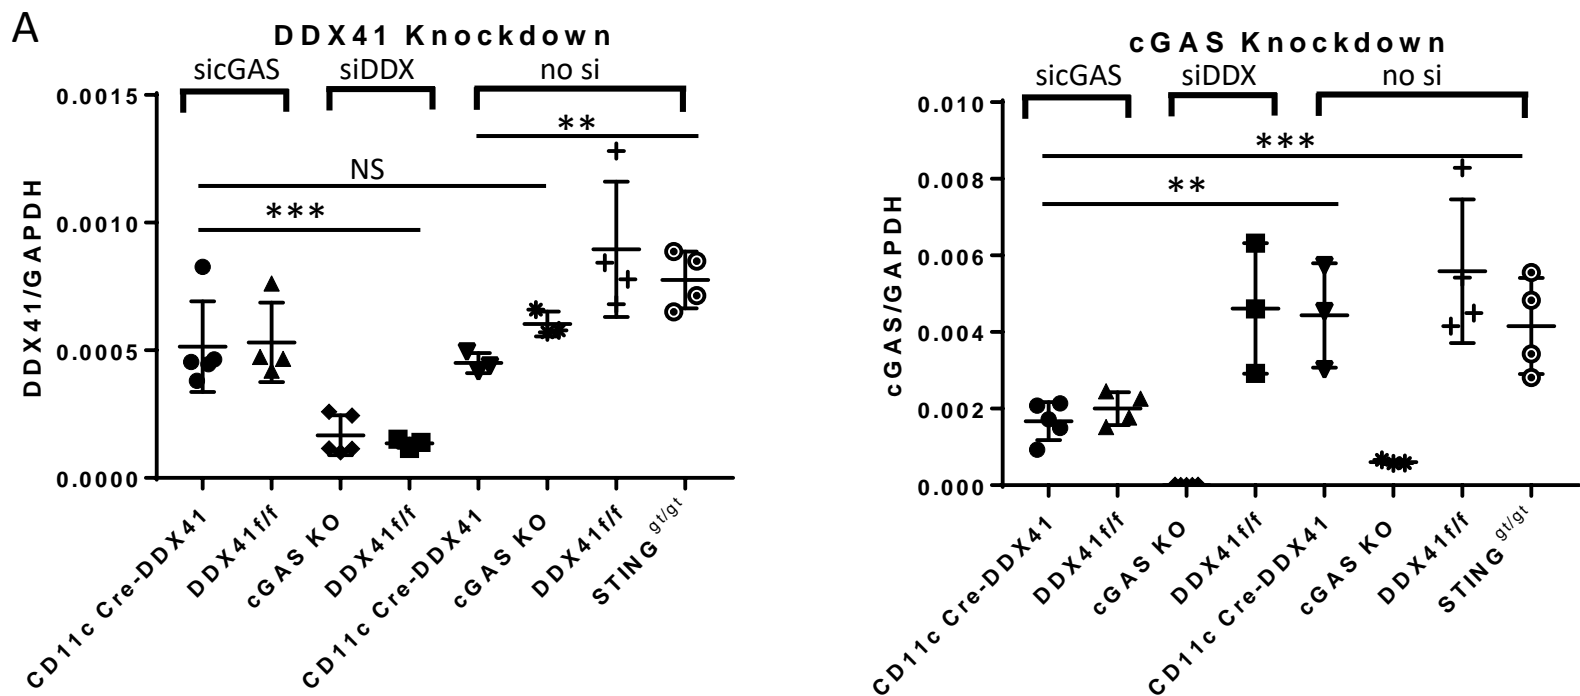 A
DDX41 Knockdown
sicGAS siDDX no si
DDX41/GAPDH
0.0015
0.0010
0.0005
0.0000
**
NS
***
CD11c Cre-DDX41
DDX41f/f
cGAS KO
DDX41f/f
CD11c Cre-DDX41
cGAS KO
DDX41f/f
STING gt/gt
cGAS Knockdown
sicGAS siDDX no si
cGAS/GAPDH
0.010
0.008
0.006
0.004
0.002
0.000
***
**
CD11c Cre-DDX41
DDX41f/f
cGAS KO
DDX41f/f
CD11c Cre-DDX41
cGAS KO
DDX41f/f
STING gt/gt